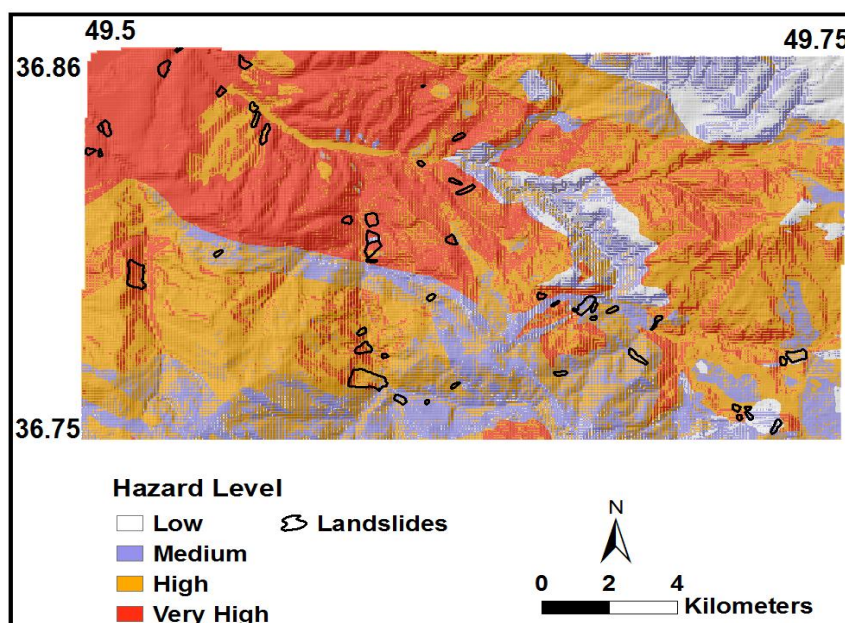 49.5
49.75
36.86
36.75
Hazard Level
Low
Landslides
Medium
High
Very High
N
0 2 4
Kilometers